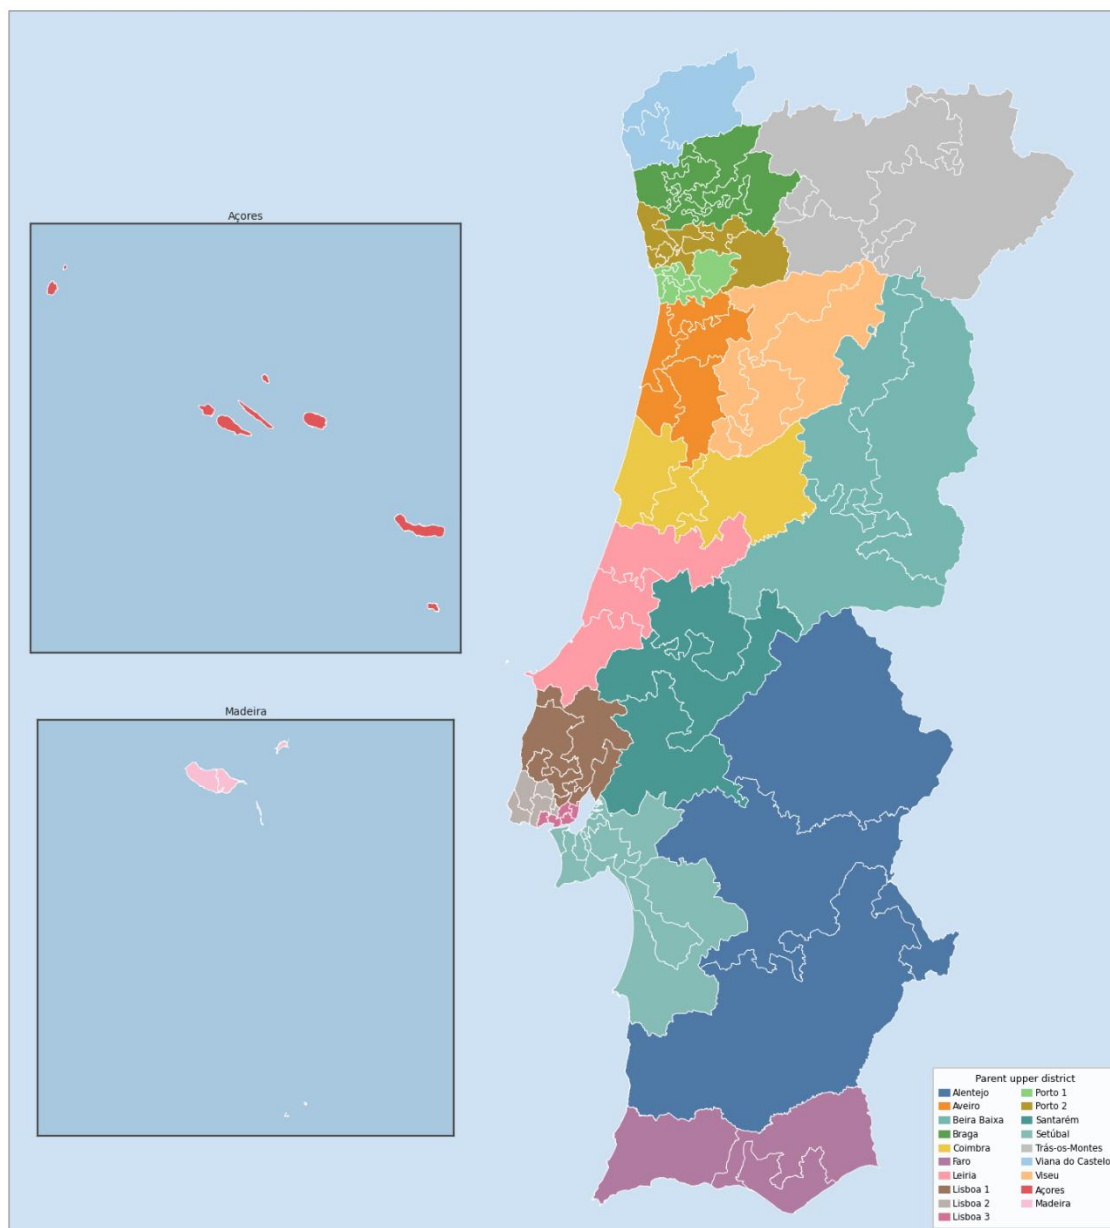 Açores
Madeira
Parent upper district
Alentejo
Aveiro
Beira Baixa
Braga
Coimbra
Faro
Leiria
Lisboa 1
Lisboa 2
Lisboa 3
Porto 1
Porto 2
Santarém
Setúbal
Trás-os-Montes
Viana do Castelo
Viseu
Açores
Madeira